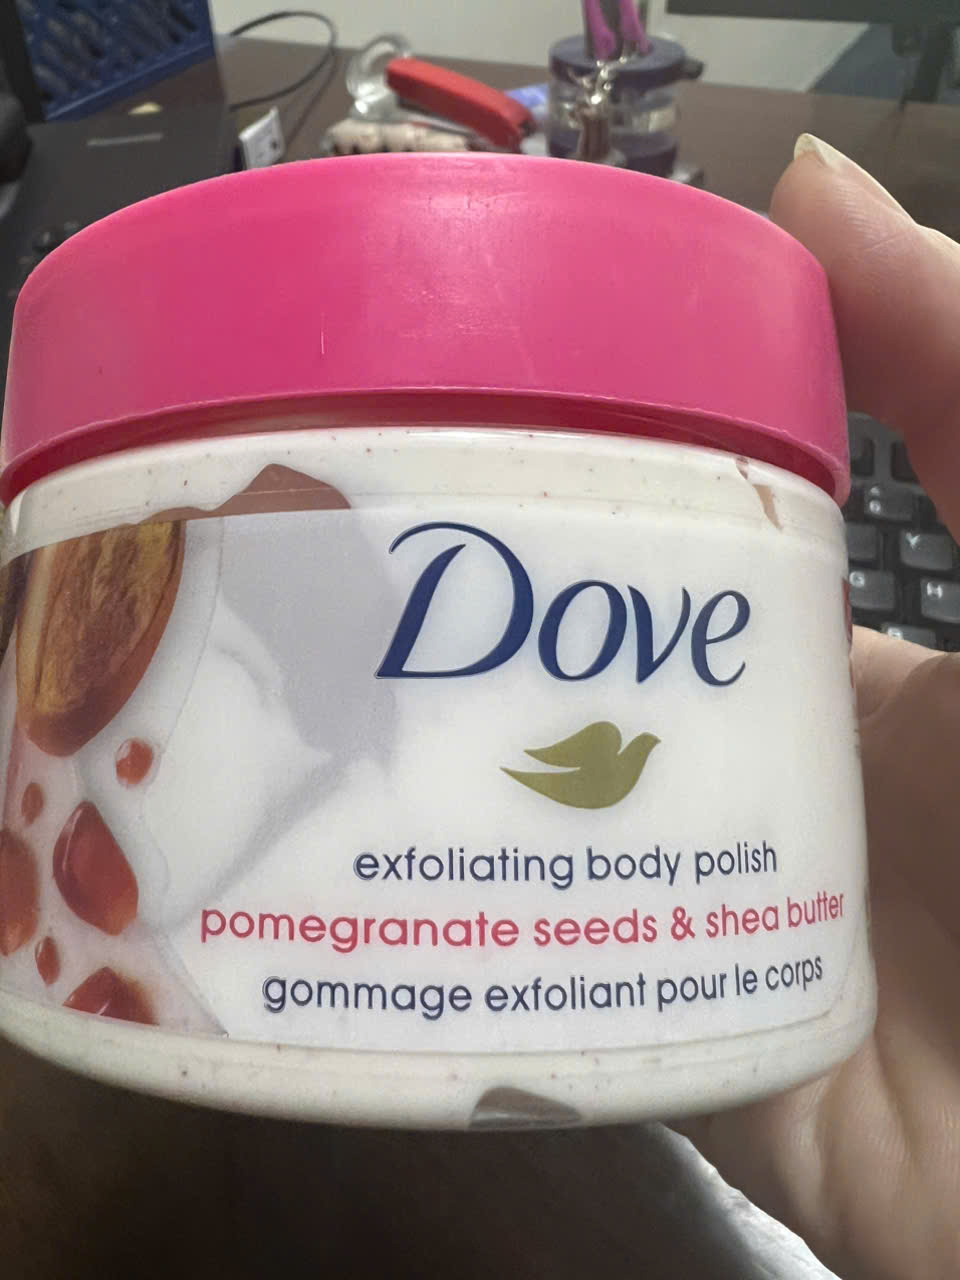 Dove
exfoliating body polish
pomegranate seeds & shea butter
gommage exfoliant pour le corps